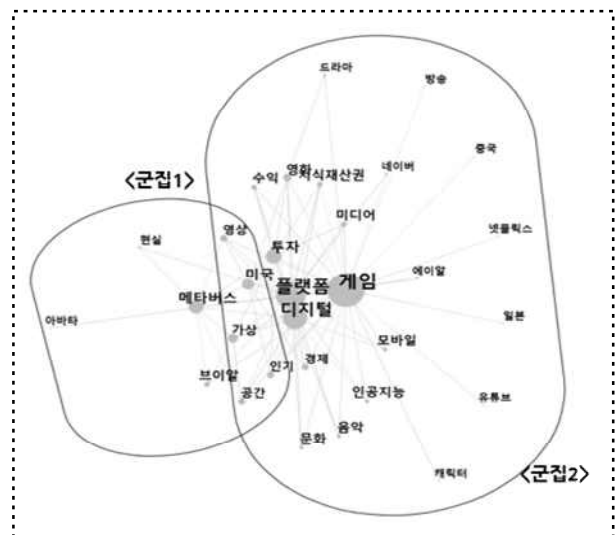 드라마
방송
중국
영화
네이버
수익
지식재산권
<군집1>
미디어
현실
영상
투자
넷플릭스
미국
플랫폼
게임
에이알
메타버스
디지털
아바타
가상
일본
모바일
경제
인기
브이알
공간
인공지능
유튜브
음악
문화
캐릭터
<군집2>